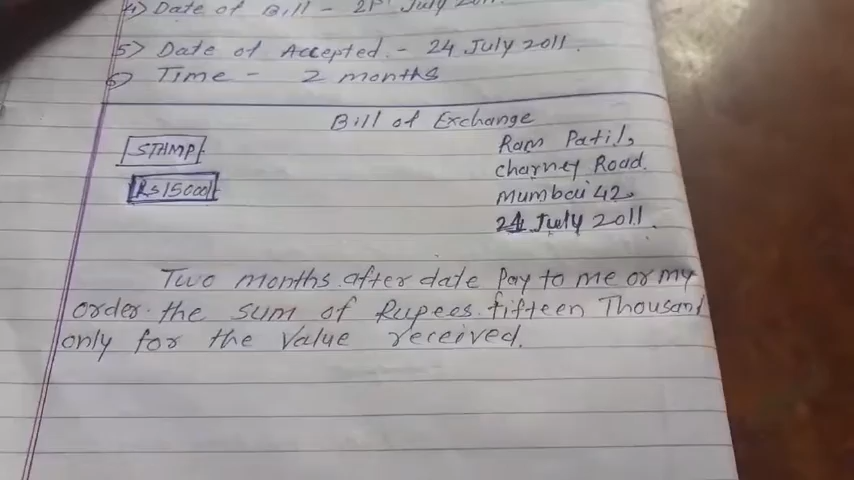 4) Date of Bill - 21st July 2011.
5) Date of Accepted. - 24 July 2011.
6) Time - 2 months
Bill of Exchange
STAMP
Rs15000/-
Ram Patil,
charney Road.
Mumbai 42.
24 July 2011.
Two months after date Pay to me or my
order the sum of Rupees fifteen Thousand
only for the value received.